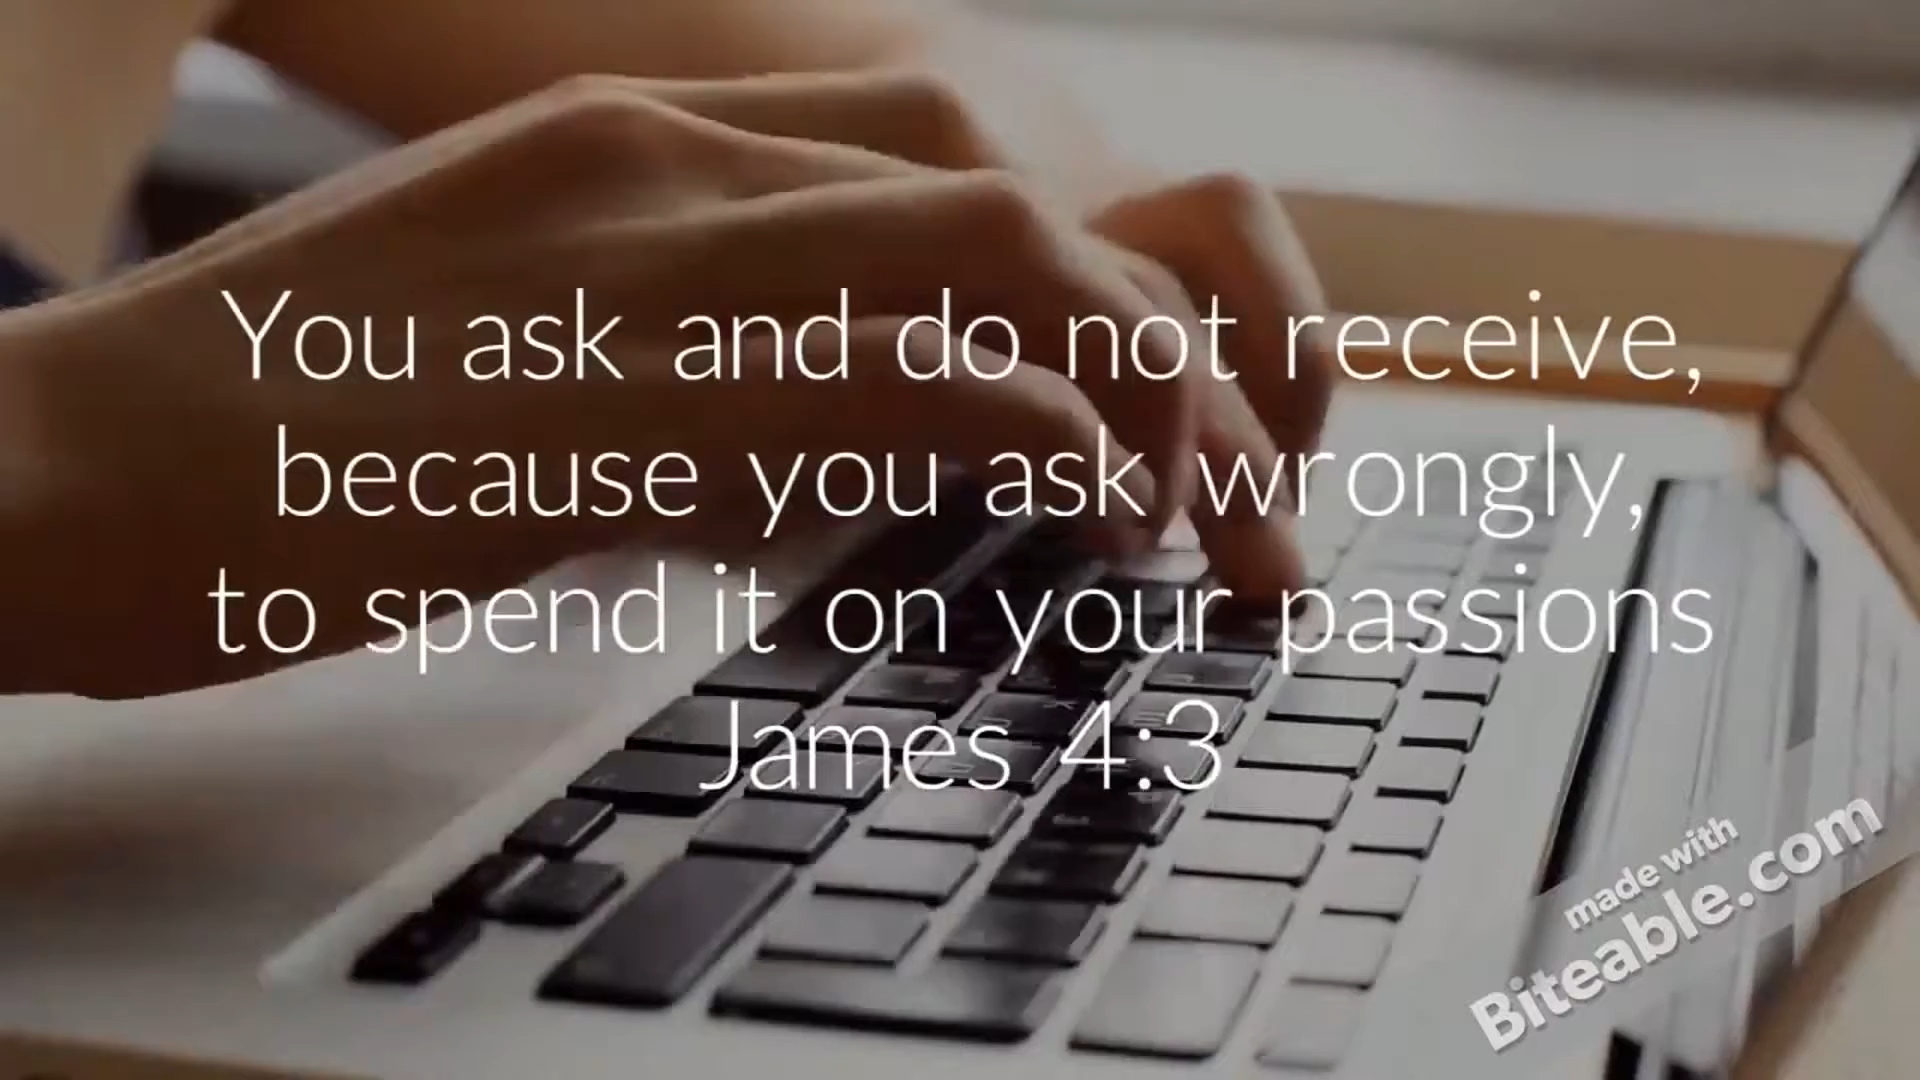 You ask and do not receive,
because you ask wrongly,
to spend it on your passions
James 4:3
made with
Biteable.com